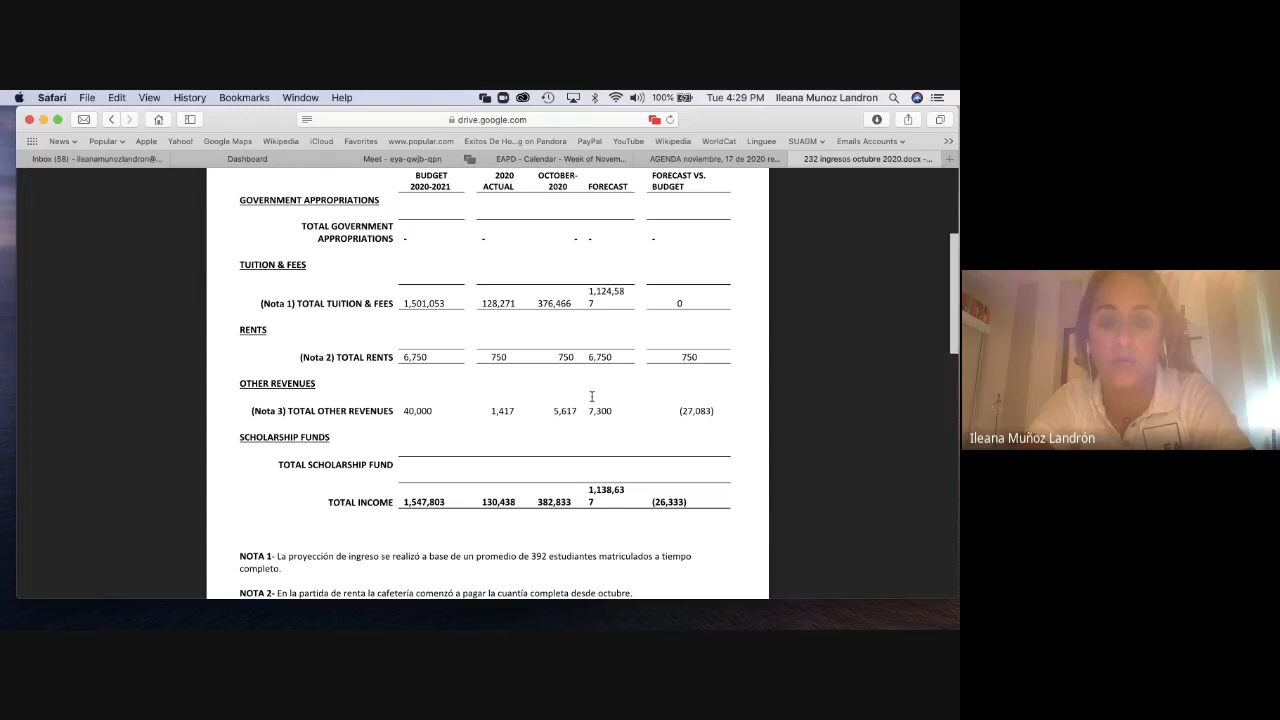 Safari File Edit View History Bookmarks Window Help 100% Tue 4:29 PM Ileana Munoz Landron
drive.google.com
News Popular Apple Yahoo! Google Maps Wikipedia iCloud Favorites www.popular.com Exitos De Ho...g on Pandora PayPal YouTube Wikipedia WorldCat Linguee SUAGM Emails Accounts
Inbox (58) - ileanamunozlandron@... Dashboard Meet - eya-qwjb-qpn EAPD - Calendar - Week of Novem... AGENDA noviembre, 17 de 2020 re... 232 ingresos octubre 2020.docx -...
BUDGET 2020 OCTOBER- FORECAST VS.
2020-2021 ACTUAL 2020 FORECAST BUDGET
GOVERNMENT APPROPRIATIONS
TOTAL GOVERNMENT
APPROPRIATIONS - - - - -
TUITION & FEES
1,124,58
(Nota 1) TOTAL TUITION & FEES 1,501,053 128,271 376,466 7 0
RENTS
(Nota 2) TOTAL RENTS 6,750 750 750 6,750 750
OTHER REVENUES
(Nota 3) TOTAL OTHER REVENUES 40,000 1,417 5,617 7,300 (27,083)
SCHOLARSHIP FUNDS
TOTAL SCHOLARSHIP FUND
1,138,63
TOTAL INCOME 1,547,803 130,438 382,833 7 (26,333)
NOTA 1- La proyección de ingreso se realizó a base de un promedio de 392 estudiantes matriculados a tiempo
completo.
NOTA 2- En la partida de renta la cafetería comenzó a pagar la cuantía completa desde octubre.
Ileana Muñoz Landrón